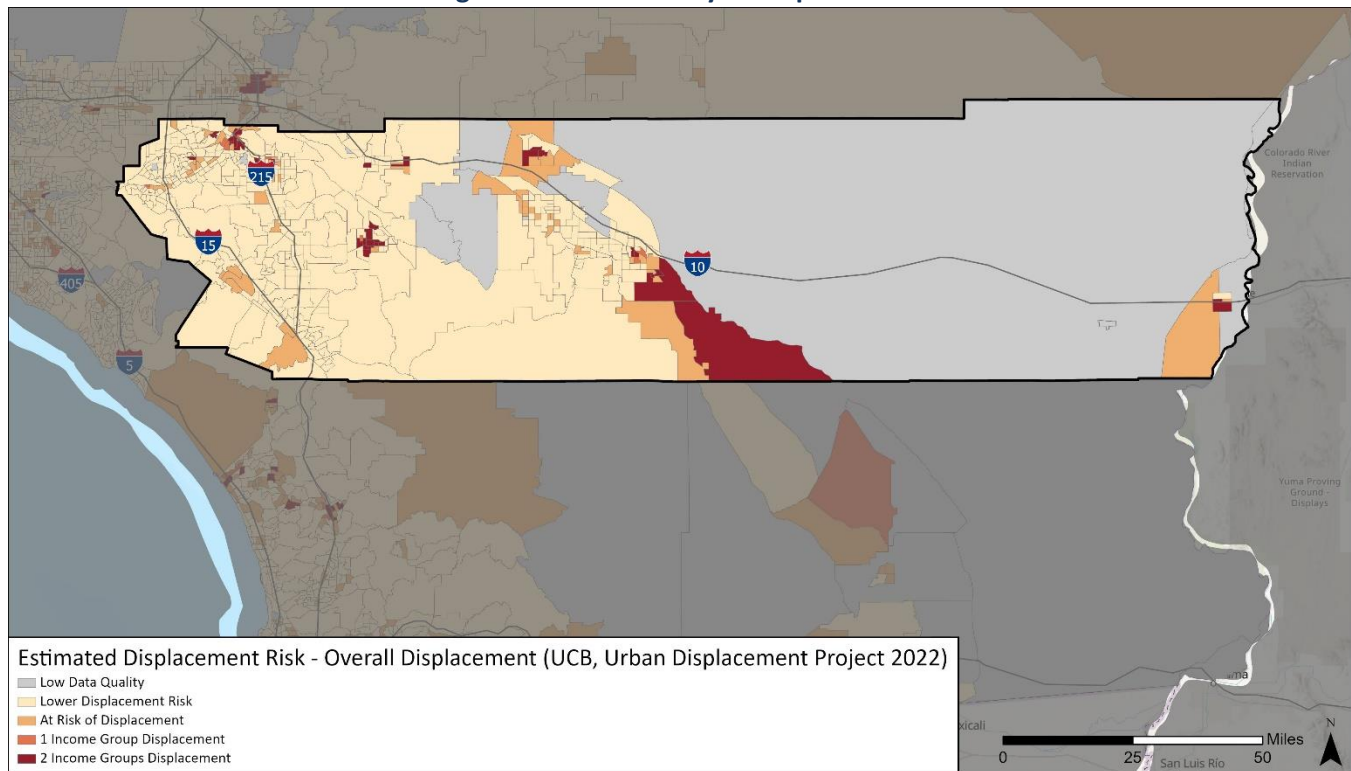 Colorado River
Indian
Reservation
215
15
10
405
5
Yuma Proving
Ground -
Displays
Estimated Displacement Risk - Overall Displacement (UCB, Urban Displacement Project 2022)
Low Data Quality
Lower Displacement Risk
At Risk of Displacement
1 Income Group Displacement
2 Income Groups Displacement
ma
xicali
San Luis Río
Miles
25
50
0
N